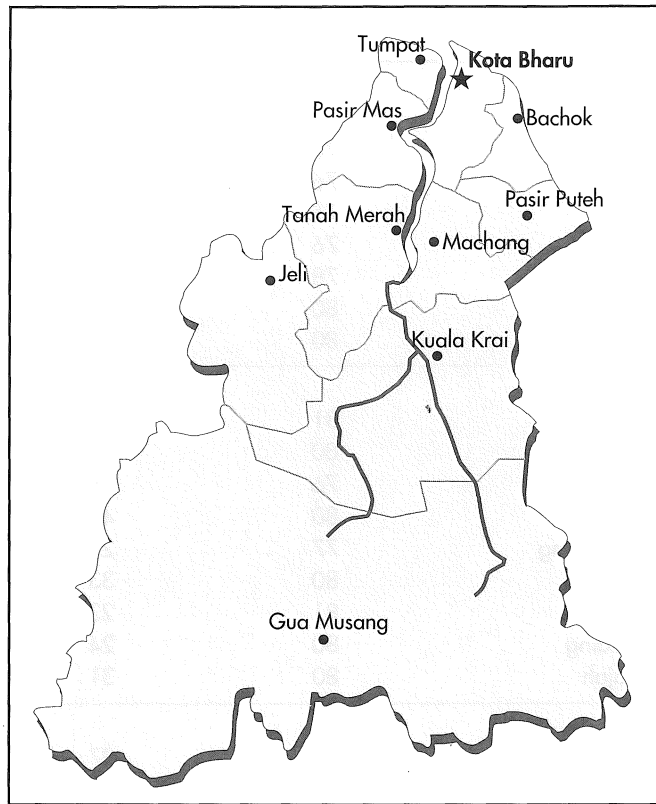 Tumpat
Kota Bharu
Pasir Mas
Bachok
Pasir Puteh
Tanah Merah
Machang
Jeli
Kuala Krai
Gua Musang